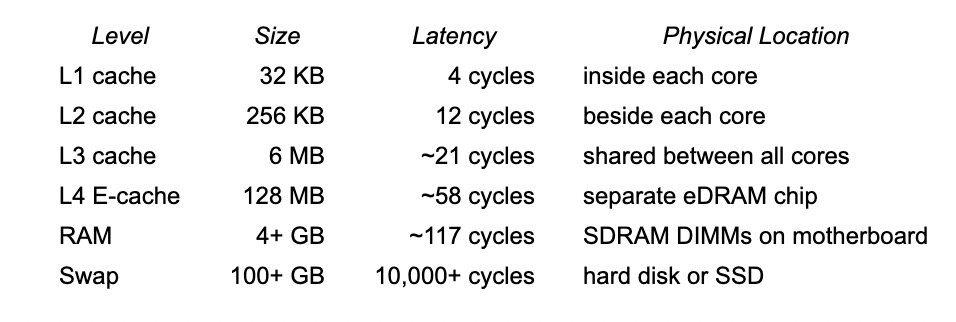 Level Size Latency Physical Location
L1 cache 32 KB 4 cycles inside each core
L2 cache 256 KB 12 cycles beside each core
L3 cache 6 MB ~21 cycles shared between all cores
L4 E-cache 128 MB ~58 cycles separate eDRAM chip
RAM 4+ GB ~117 cycles SDRAM DIMMs on motherboard
Swap 100+ GB 10,000+ cycles hard disk or SSD